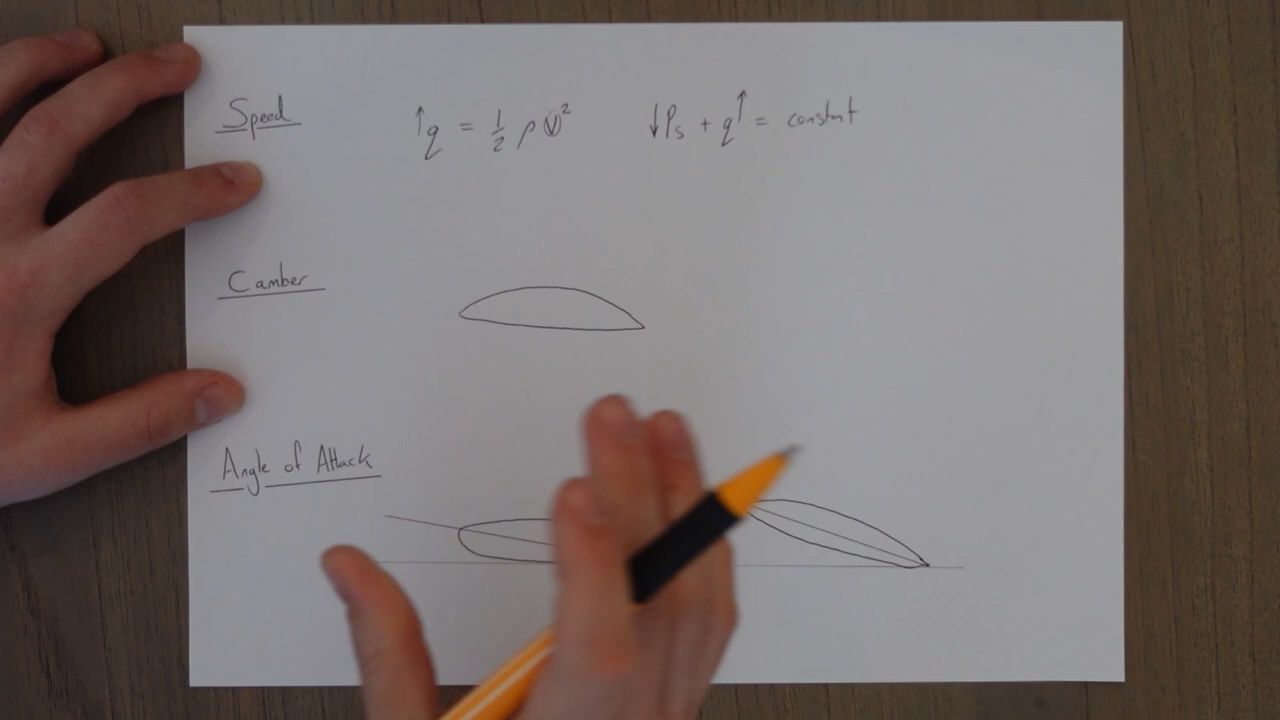 Speed ↑q = 1/2 ρ V² ↓Ps + q↑ = constant
Camber
Angle of Attack